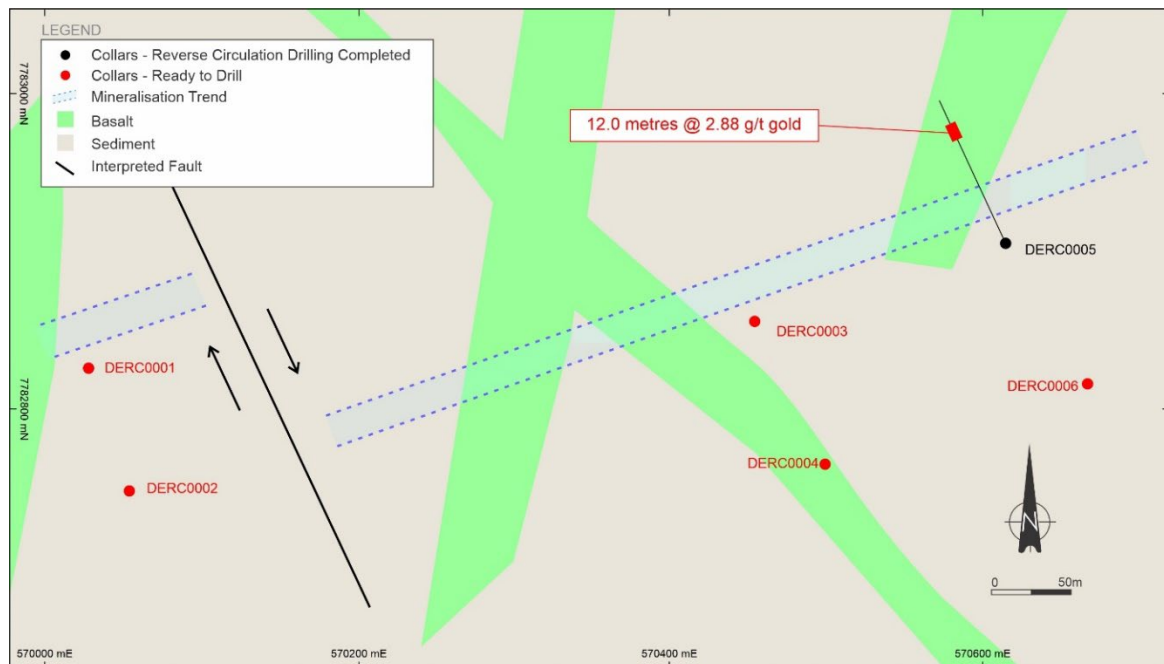 LEGEND
Collars - Reverse Circulation Drilling Completed
Collars - Ready to Drill
Mineralisation Trend
Basalt
Sediment
Interpreted Fault
7783000 mN
12.0 metres @ 2.88 g/t gold
DERC0005
DERC0003
DERC0001
DERC0006
7782800 mN
DERC0004
DERC0002
N
0 50m
570000 mE 570200 mE 570400 mE 570600 mE